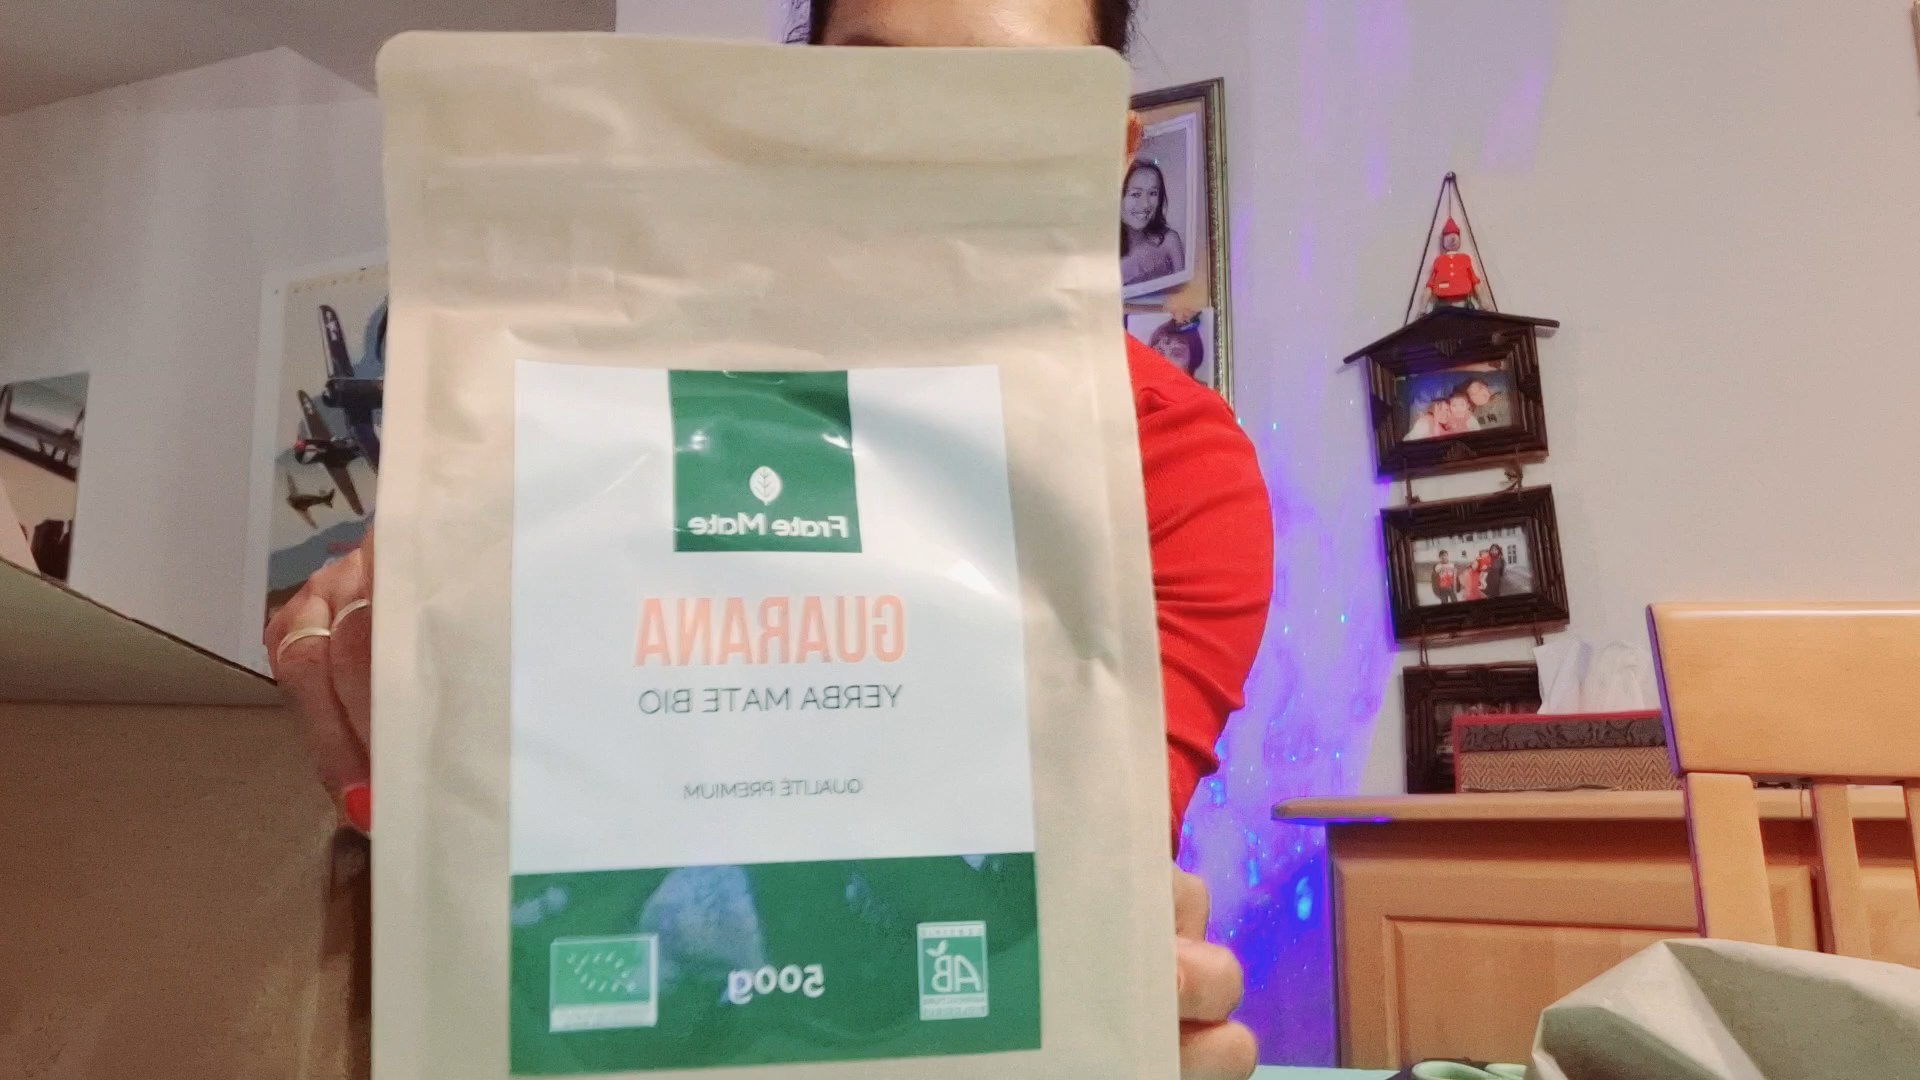 Frate Mate
GUARANA
YERBA MATE BIO
QUALITÉ PREMIUM
500g
AB